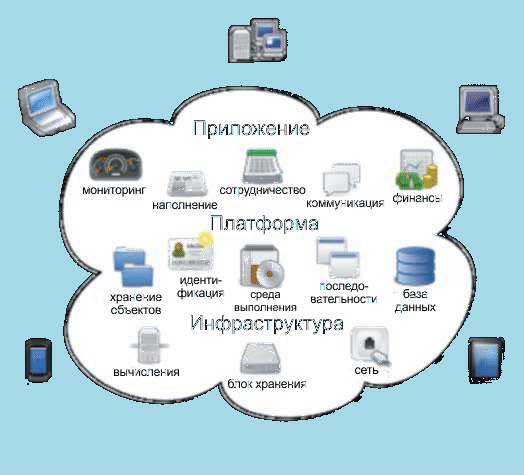 Приложение
мониторинг
наполнение
сотрудничество
коммуникация
финансы
Платформа
хранение
объектов
иденти-
фикация
среда
выполнения
последо-
вательности
база
данных
Инфраструктура
вычисления
блок хранения
сеть